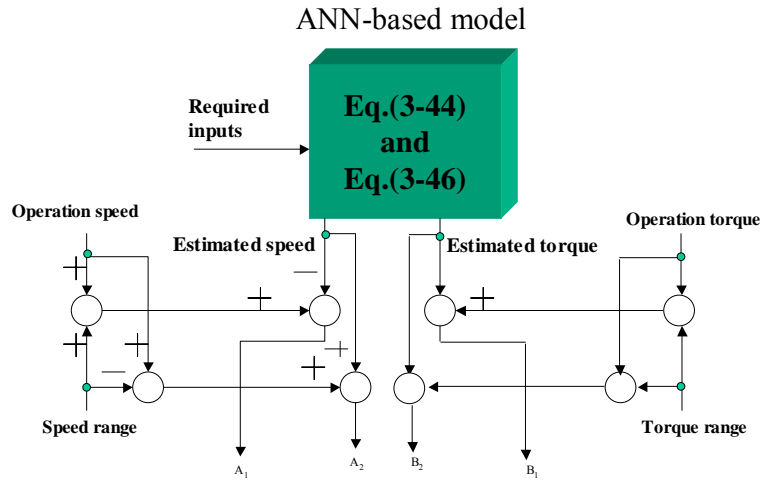 ANN-based model
Eq.(3-44)
and
Eq.(3-46)
Required
inputs
Operation speed
Estimated speed
Estimated torque
Operation torque
+
−
+
+
+
+
−
+
+
+
Speed range
Torque range
A₁
A₂
B₂
B₁